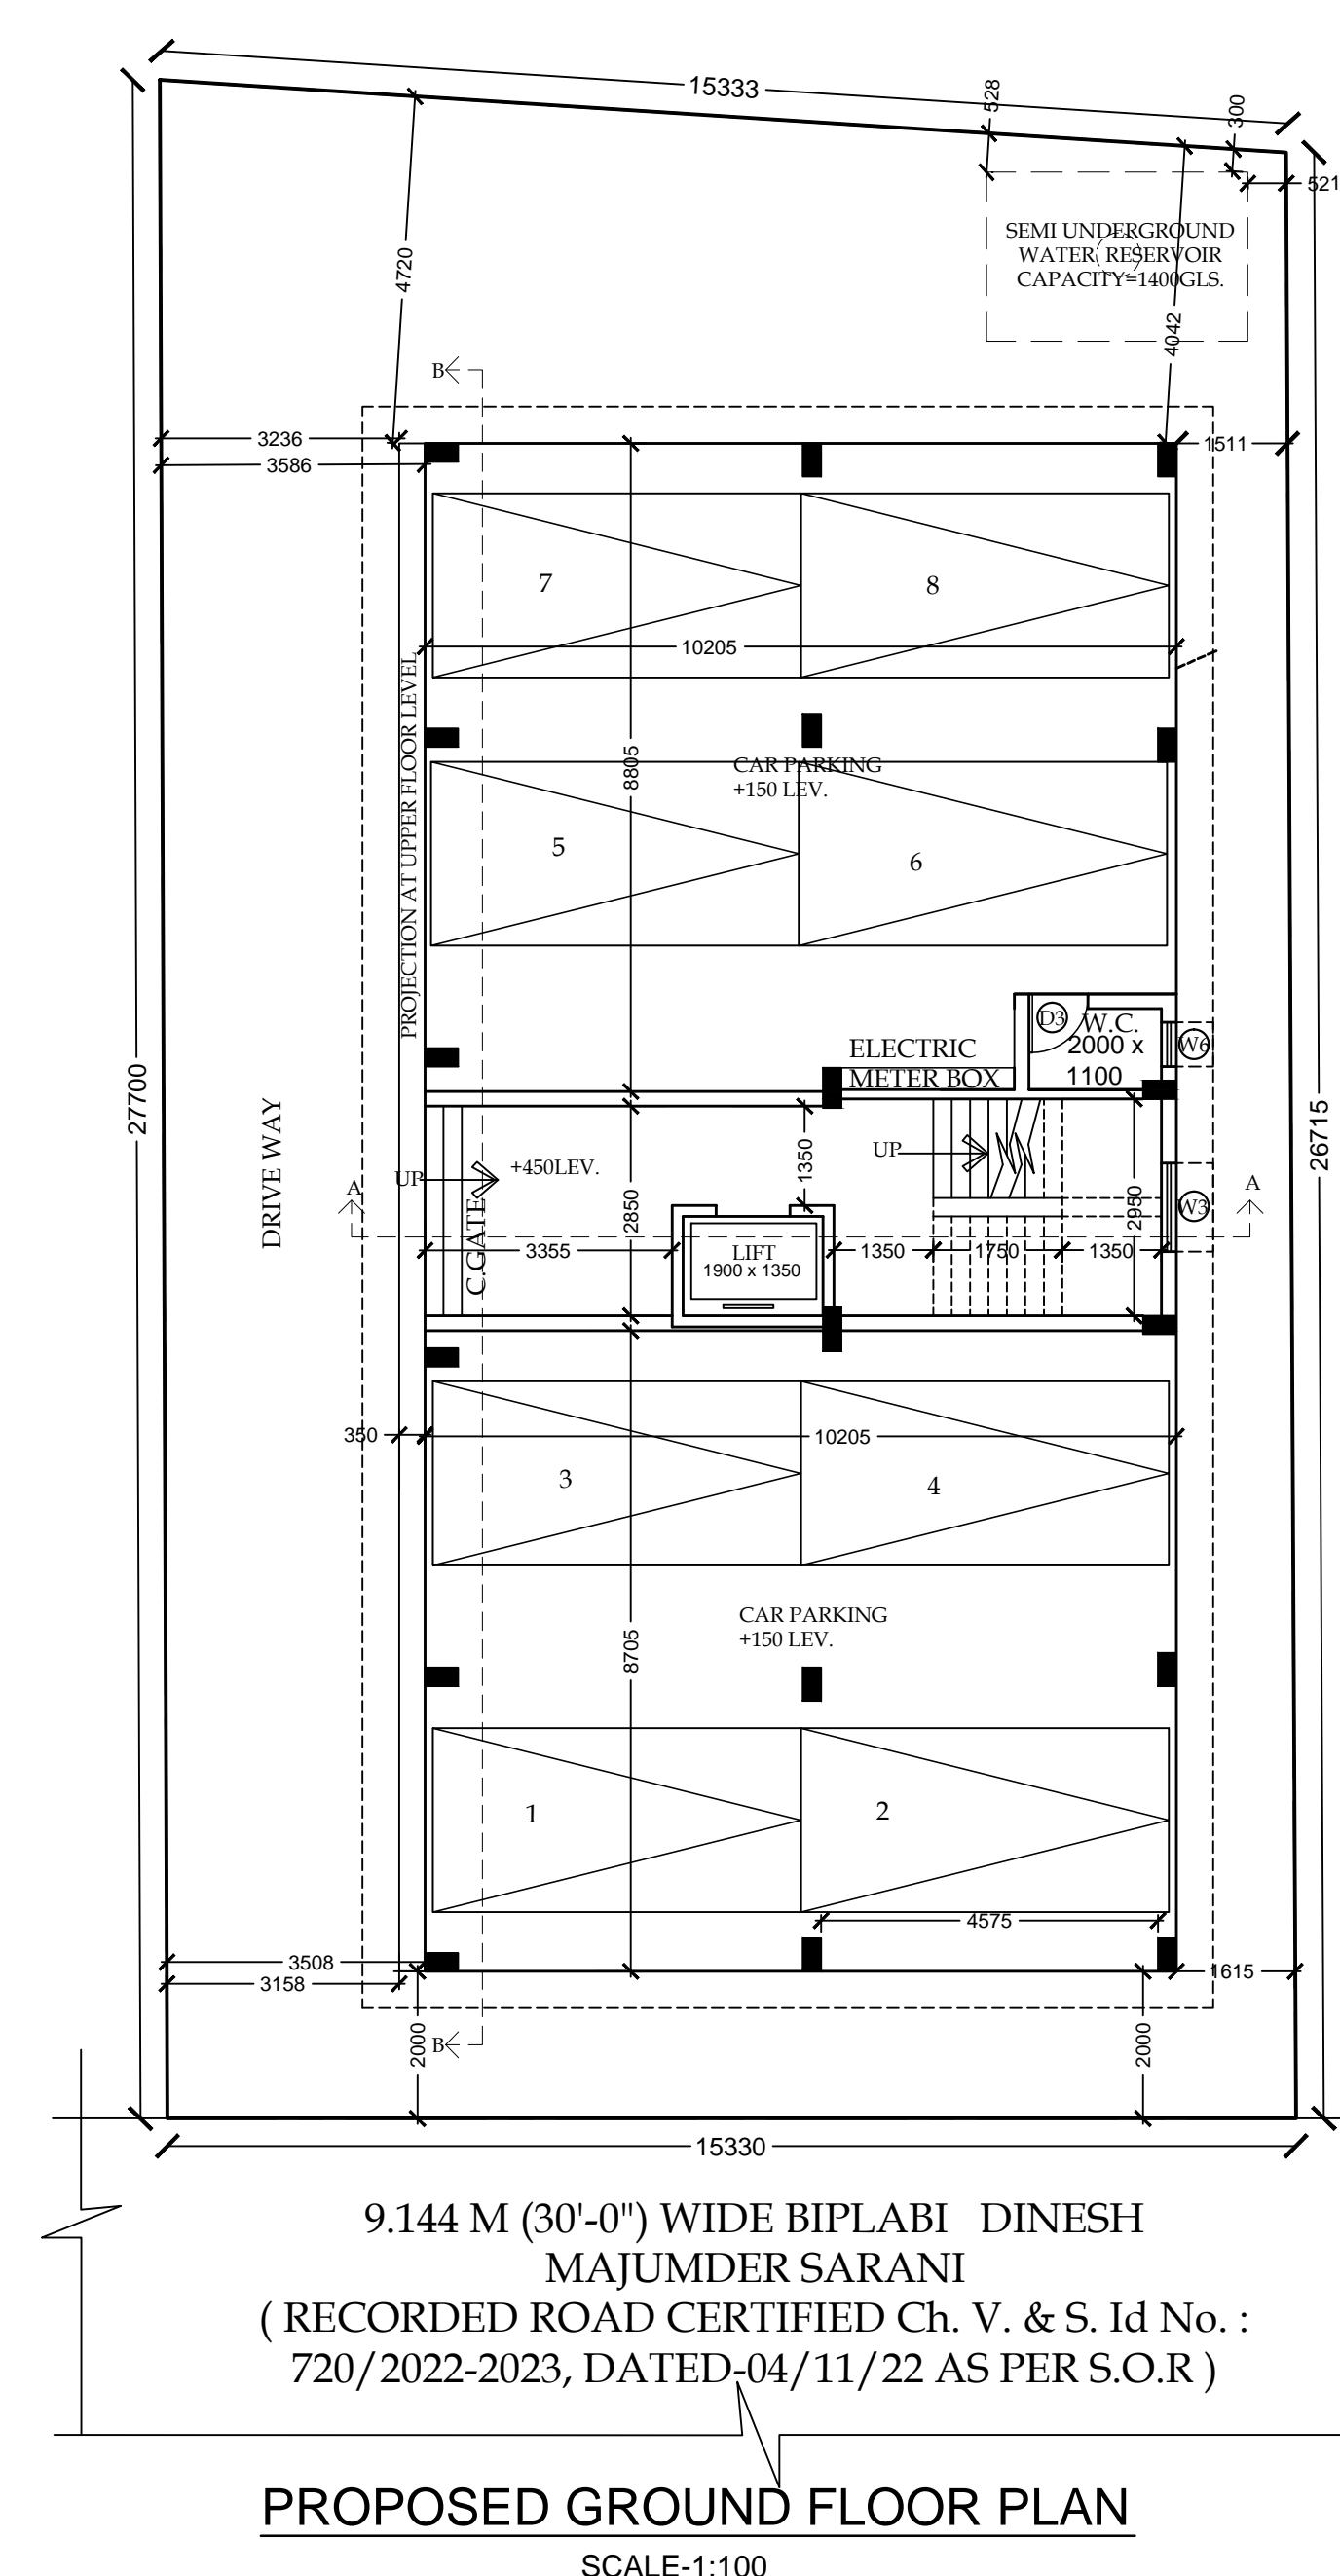 15333
528
300
521
SEMI UNDERGROUND
WATER RESERVOIR
CAPACITY=1400GLS.
4720
4042
B
3236
3586
1511
7
8
10205
PROJECTION AT UPPER FLOOR LEVEL
8805
CAR PARKING
+150 LEV.
5
6
27700
26715
D3
W.C.
2000 x
1100
W6
ELECTRIC
METER BOX
DRIVE WAY
UP
+450LEV.
1350
UP
A
A
W3
C.GATE
2850
2950
3355
LIFT
1900 x 1350
1350
1750
1350
350
10205
3
4
CAR PARKING
+150 LEV.
8705
1
2
4575
3508
3158
1615
2000
B
2000
15330
9.144 M (30'-0") WIDE BIPLABI DINESH
MAJUMDER SARANI
( RECORDED ROAD CERTIFIED Ch. V. & S. Id No. :
720/2022-2023, DATED-04/11/22 AS PER S.O.R )
PROPOSED GROUND FLOOR PLAN
SCALE-1:100